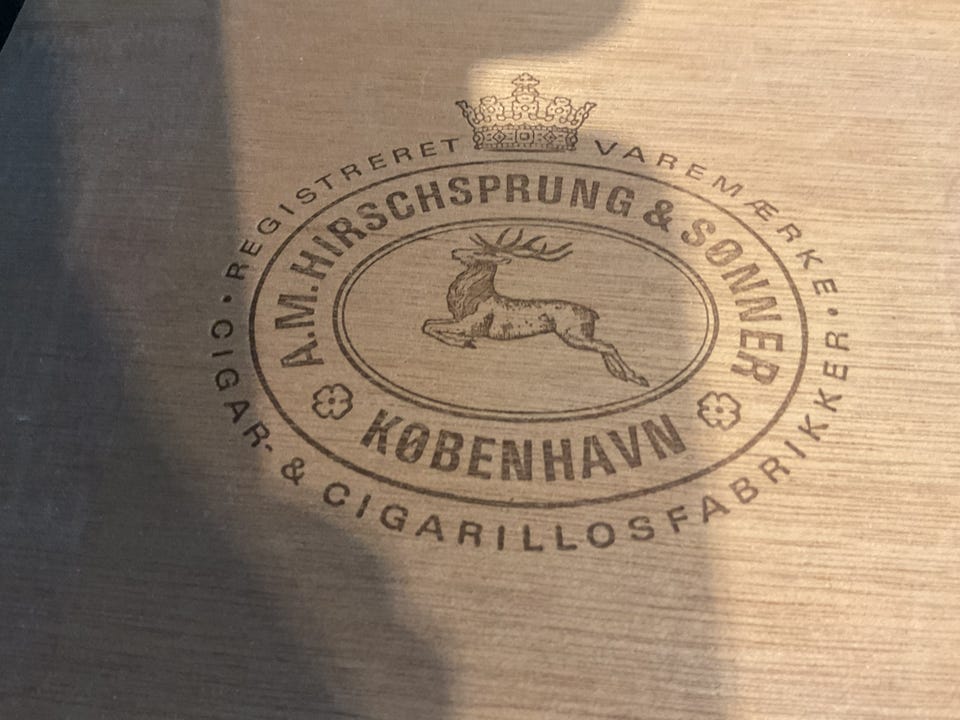 REGISTRERET VAREMÆRKE
A.M. HIRSCHSPRUNG & SØNNER
KØBENHAVN
• CIGAR- & CIGARILLOSFABRIKKER •